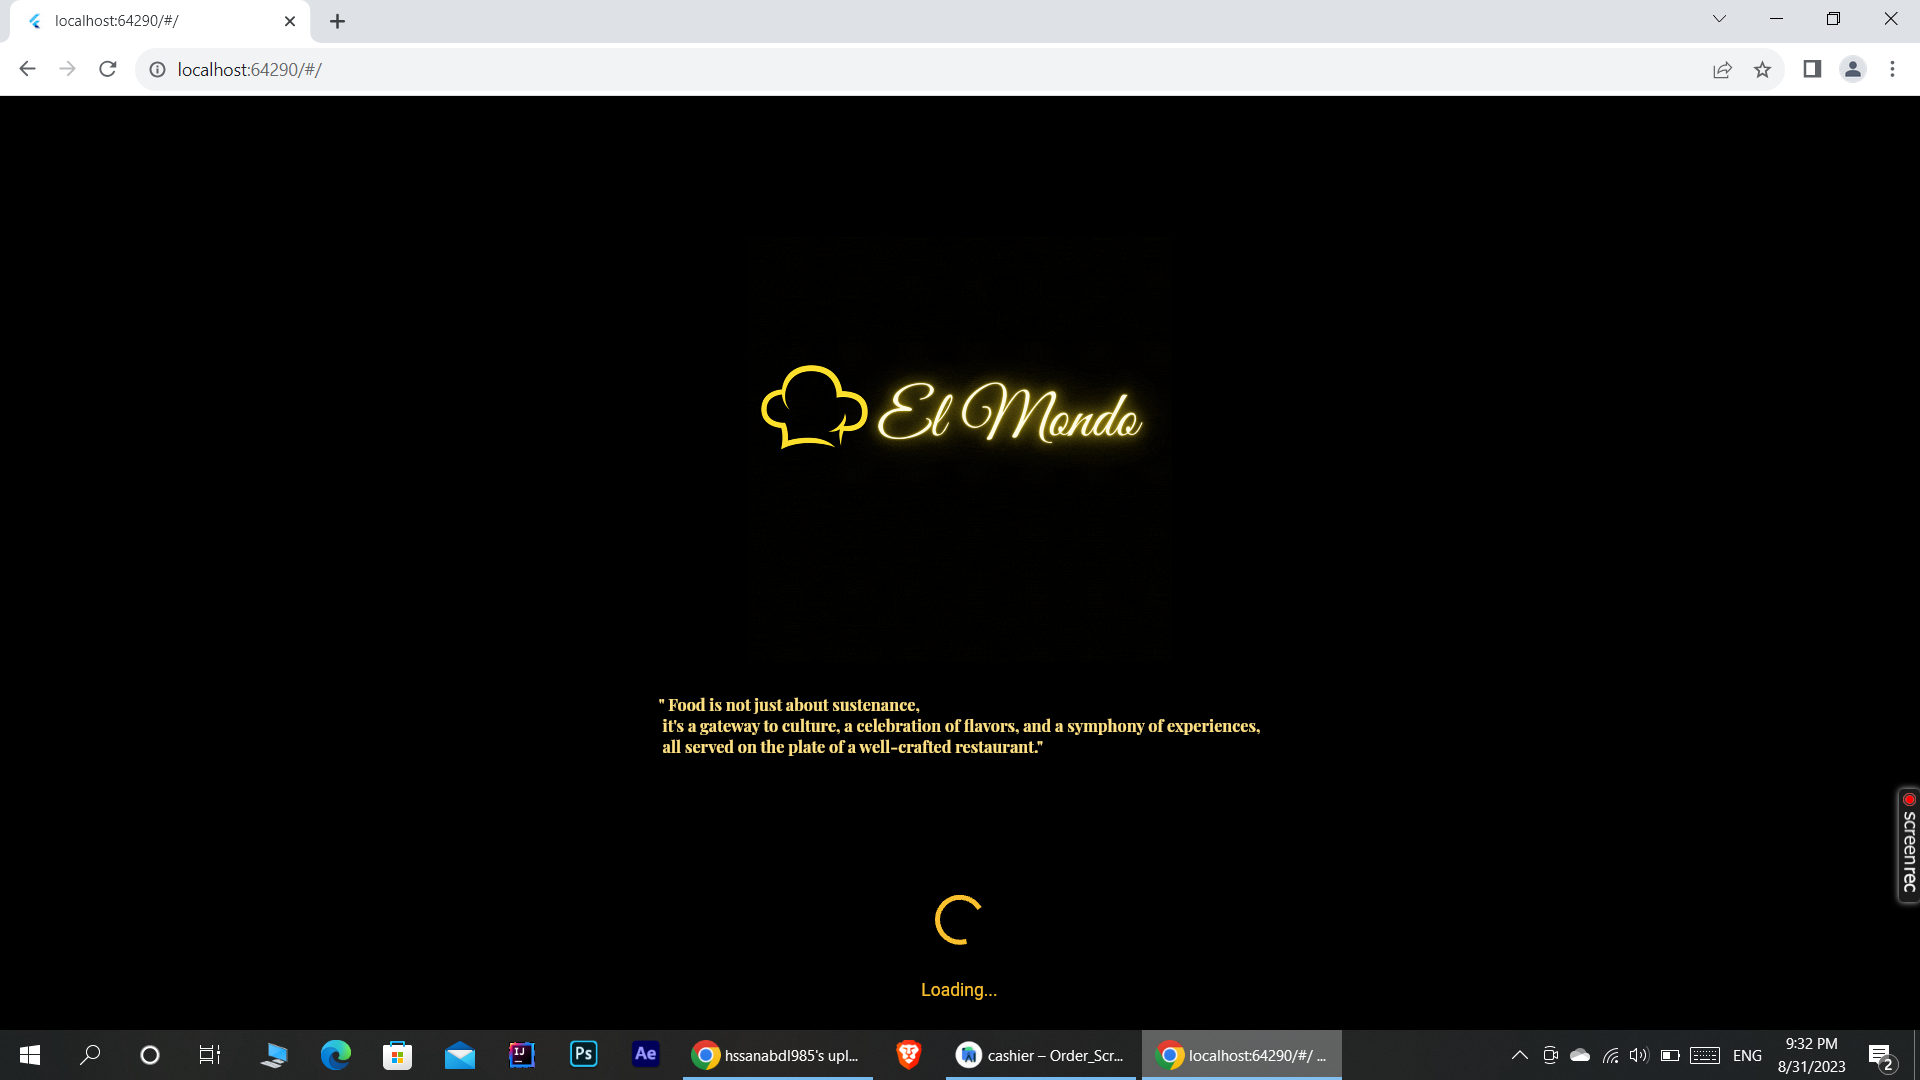 localhost:64290/#/
localhost:64290/#/
El Mondo
" Food is not just about sustenance,
it's a gateway to culture, a celebration of flavors, and a symphony of experiences,
all served on the plate of a well-crafted restaurant."
screenrec
Loading...
IJ
Ps
Ae
hssanabdl985's upl...
cashier – Order_Scr...
localhost:64290/#/ ...
ENG
9:32 PM
8/31/2023
2